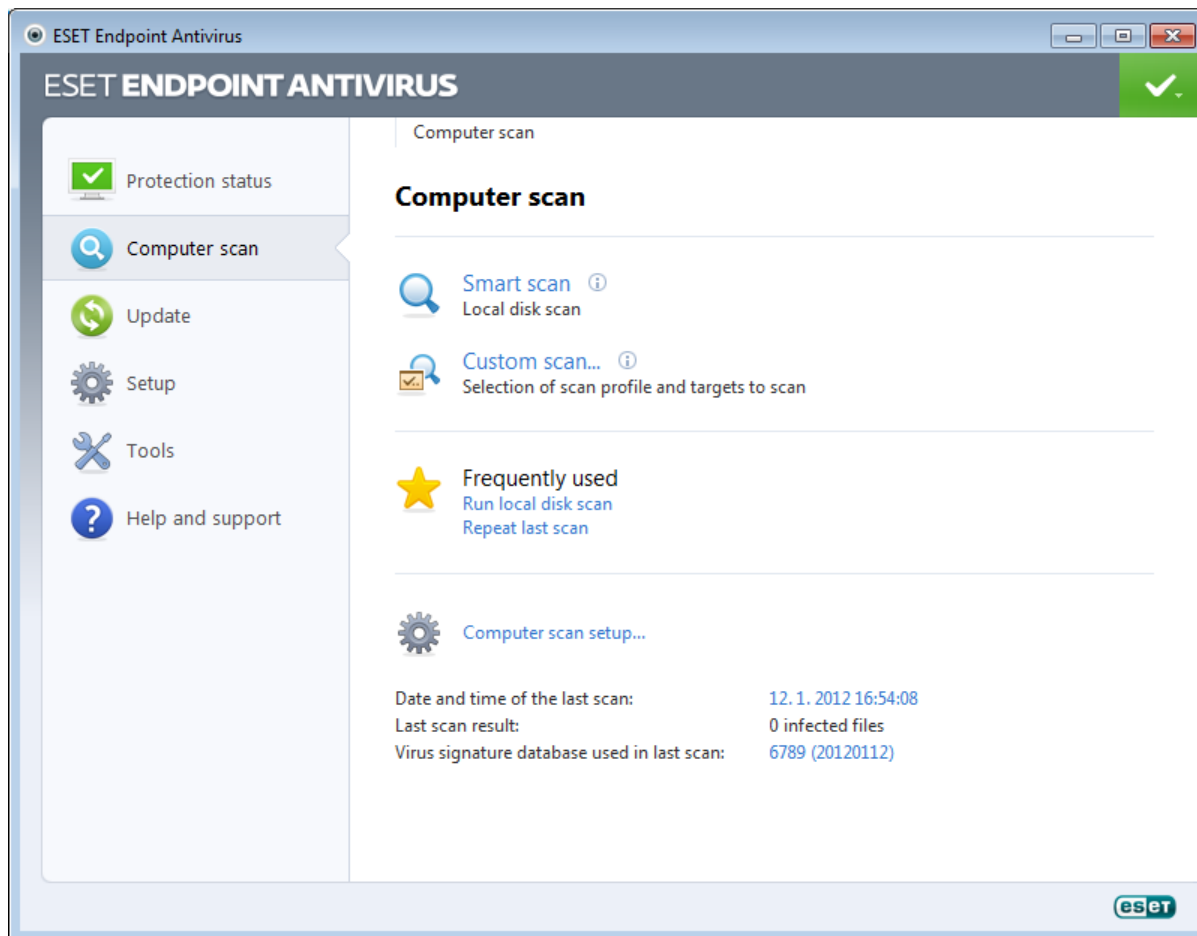 ESET Endpoint Antivirus
ESET ENDPOINT ANTIVIRUS
Computer scan
Protection status
Computer scan
Update
Setup
Tools
Help and support
Computer scan
Smart scan
Local disk scan
Custom scan...
Selection of scan profile and targets to scan
Frequently used
Run local disk scan
Repeat last scan
Computer scan setup...
Date and time of the last scan: 12. 1. 2012 16:54:08
Last scan result: 0 infected files
Virus signature database used in last scan: 6789 (20120112)
eset